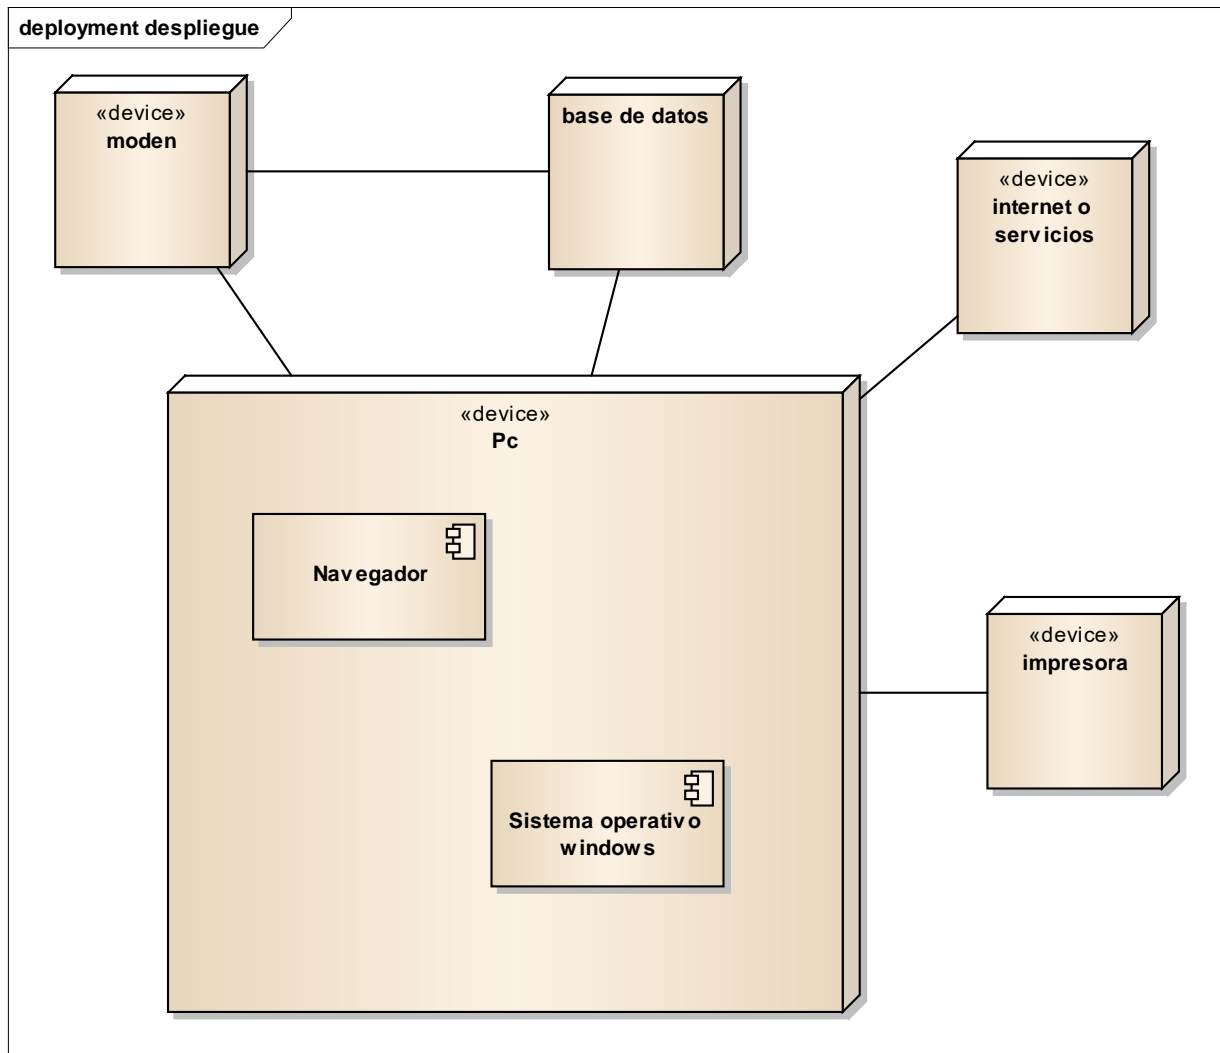 deployment despliegue
«device»
moden
base de datos
«device»
internet o
servicios
«device»
Pc
Navegador
«device»
impresora
Sistema operativo
windows